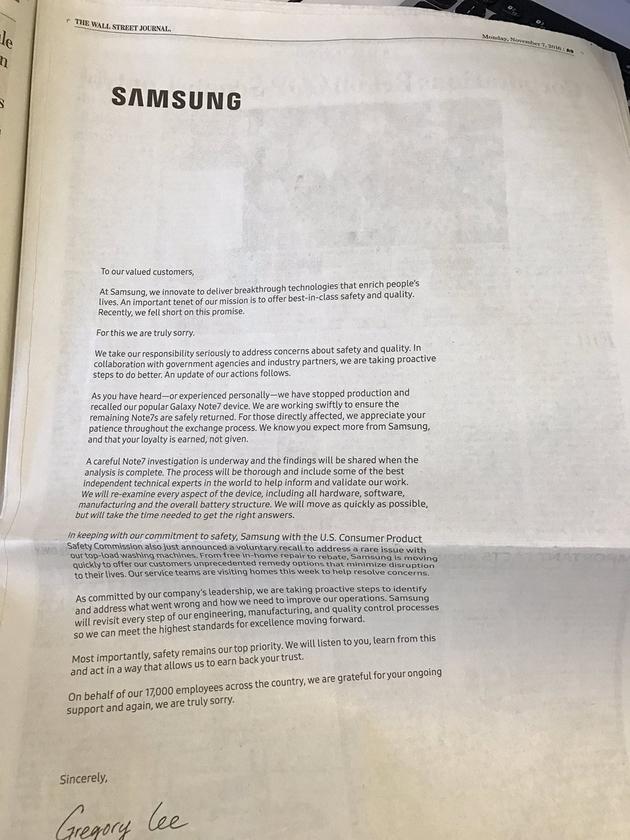 THE WALL STREET JOURNAL.
Monday, November 7, 2016 | A9
SAMSUNG
To our valued customers,
At Samsung, we innovate to deliver breakthrough technologies that enrich people's
lives. An important tenet of our mission is to offer best-in-class safety and quality.
Recently, we fell short on this promise.
For this we are truly sorry.
We take our responsibility seriously to address concerns about safety and quality. In
collaboration with government agencies and industry partners, we are taking proactive
steps to do better. An update of our actions follows.
As you have heard—or experienced personally—we have stopped production and
recalled our popular Galaxy Note7 device. We are working swiftly to ensure the
remaining Note7s are safely returned. For those directly affected, we appreciate your
patience throughout the exchange process. We know you expect more from Samsung,
and that your loyalty is earned, not given.
A careful Note7 investigation is underway and the findings will be shared when the
analysis is complete. The process will be thorough and include some of the best
independent technical experts in the world to help inform and validate our work.
We will re-examine every aspect of the device, including all hardware, software,
manufacturing and the overall battery structure. We will move as quickly as possible,
but will take the time needed to get the right answers.
In keeping with our commitment to safety, Samsung with the U.S. Consumer Product
Safety Commission also just announced a voluntary recall to address a rare issue with
our top-load washing machines. From free in-home repair to rebate, Samsung is moving
quickly to offer our customers unprecedented remedy options that minimize disruption
to their lives. Our service teams are visiting homes this week to help resolve concerns.
As committed by our company's leadership, we are taking proactive steps to identify
and address what went wrong and how we need to improve our operations. Samsung
will revisit every step of our engineering, manufacturing, and quality control processes
so we can meet the highest standards for excellence moving forward.
Most importantly, safety remains our top priority. We will listen to you, learn from this
and act in a way that allows us to earn back your trust.
On behalf of our 17,000 employees across the country, we are grateful for your ongoing
support and again, we are truly sorry.
Sincerely,
Gregory Lee